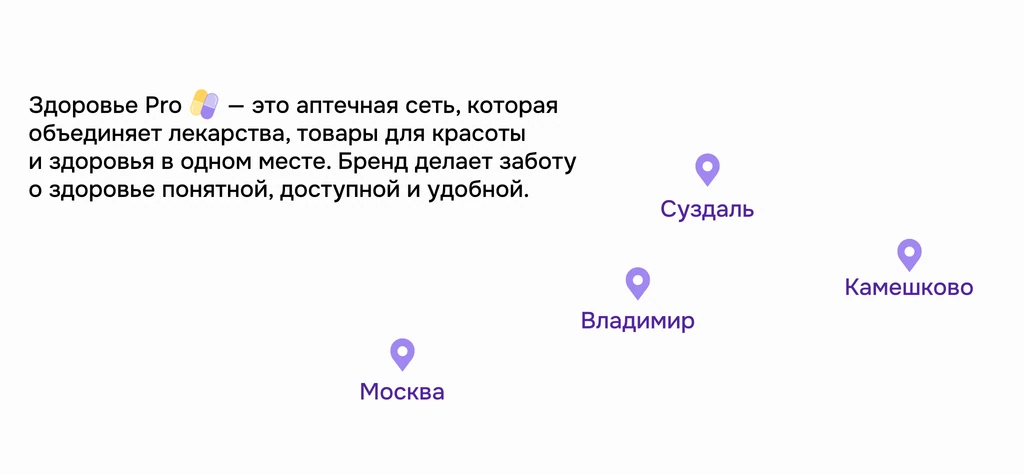 Здоровье Pro — это аптечная сеть, которая
объединяет лекарства, товары для красоты
и здоровья в одном месте. Бренд делает заботу
о здоровье понятной, доступной и удобной.
Суздаль
Камешково
Владимир
Москва